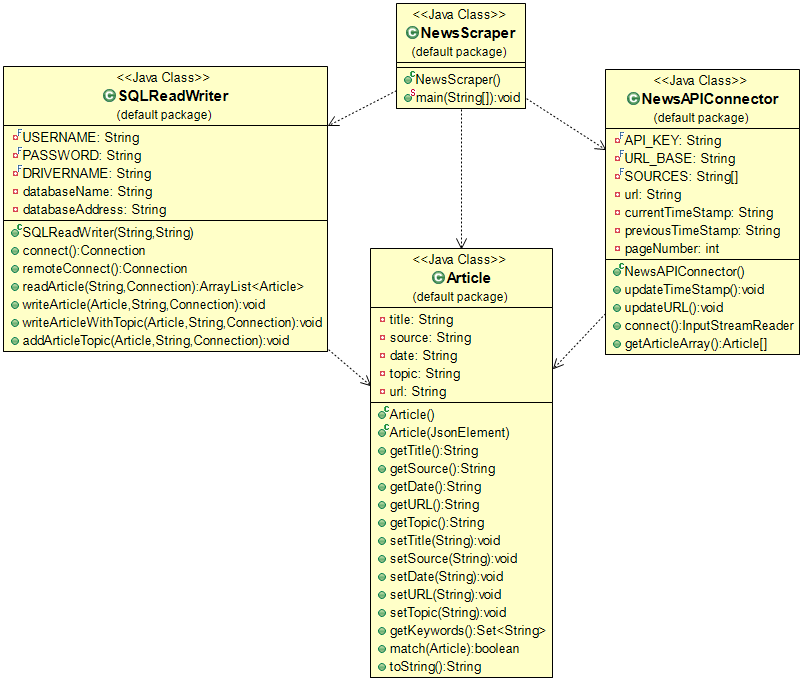 <<Java Class>>
NewsScraper
(default package)
NewsScraper()
main(String[]):void
<<Java Class>>
SQLReadWriter
(default package)
USERNAME: String
PASSWORD: String
DRIVERNAME: String
databaseName: String
databaseAddress: String
SQLReadWriter(String,String)
connect():Connection
remoteConnect():Connection
readArticle(String,Connection):ArrayList<Article>
writeArticle(Article,String,Connection):void
writeArticleWithTopic(Article,String,Connection):void
addArticleTopic(Article,String,Connection):void
<<Java Class>>
NewsAPIConnector
(default package)
API_KEY: String
URL_BASE: String
SOURCES: String[]
url: String
currentTimeStamp: String
previousTimeStamp: String
pageNumber: int
NewsAPIConnector()
updateTimeStamp():void
updateURL():void
connect():InputStreamReader
getArticleArray():Article[]
<<Java Class>>
Article
(default package)
title: String
source: String
date: String
topic: String
url: String
Article()
Article(JsonElement)
getTitle():String
getSource():String
getDate():String
getURL():String
getTopic():String
setTitle(String):void
setSource(String):void
setDate(String):void
setURL(String):void
setTopic(String):void
getKeywords():Set<String>
match(Article):boolean
toString():String